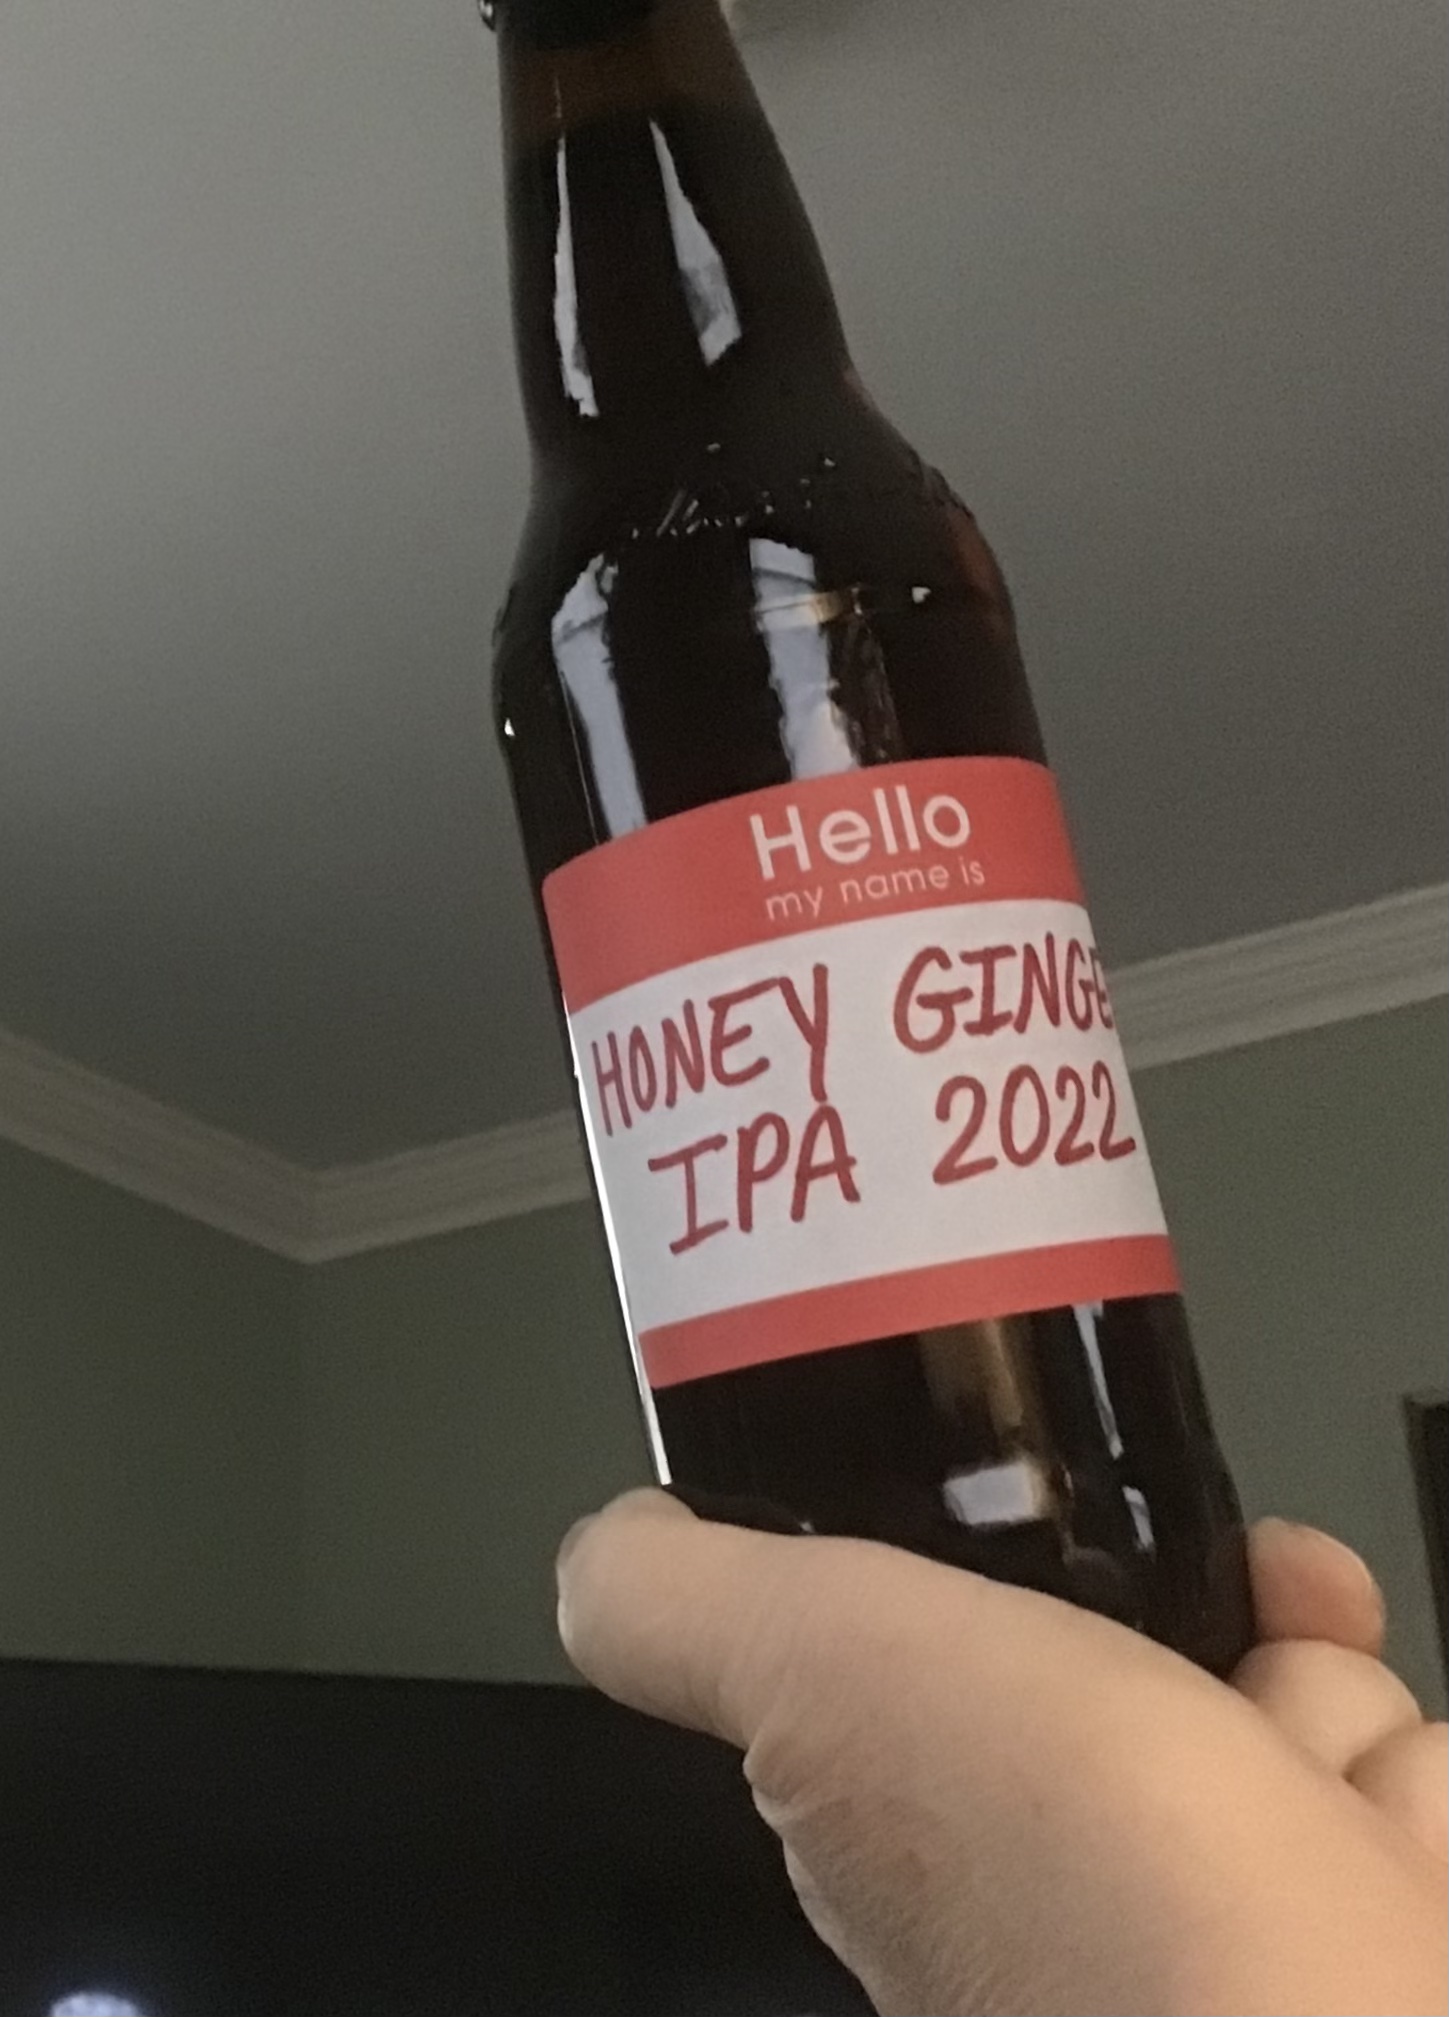 Hello
my name is
HONEY GINGE
IPA 2022